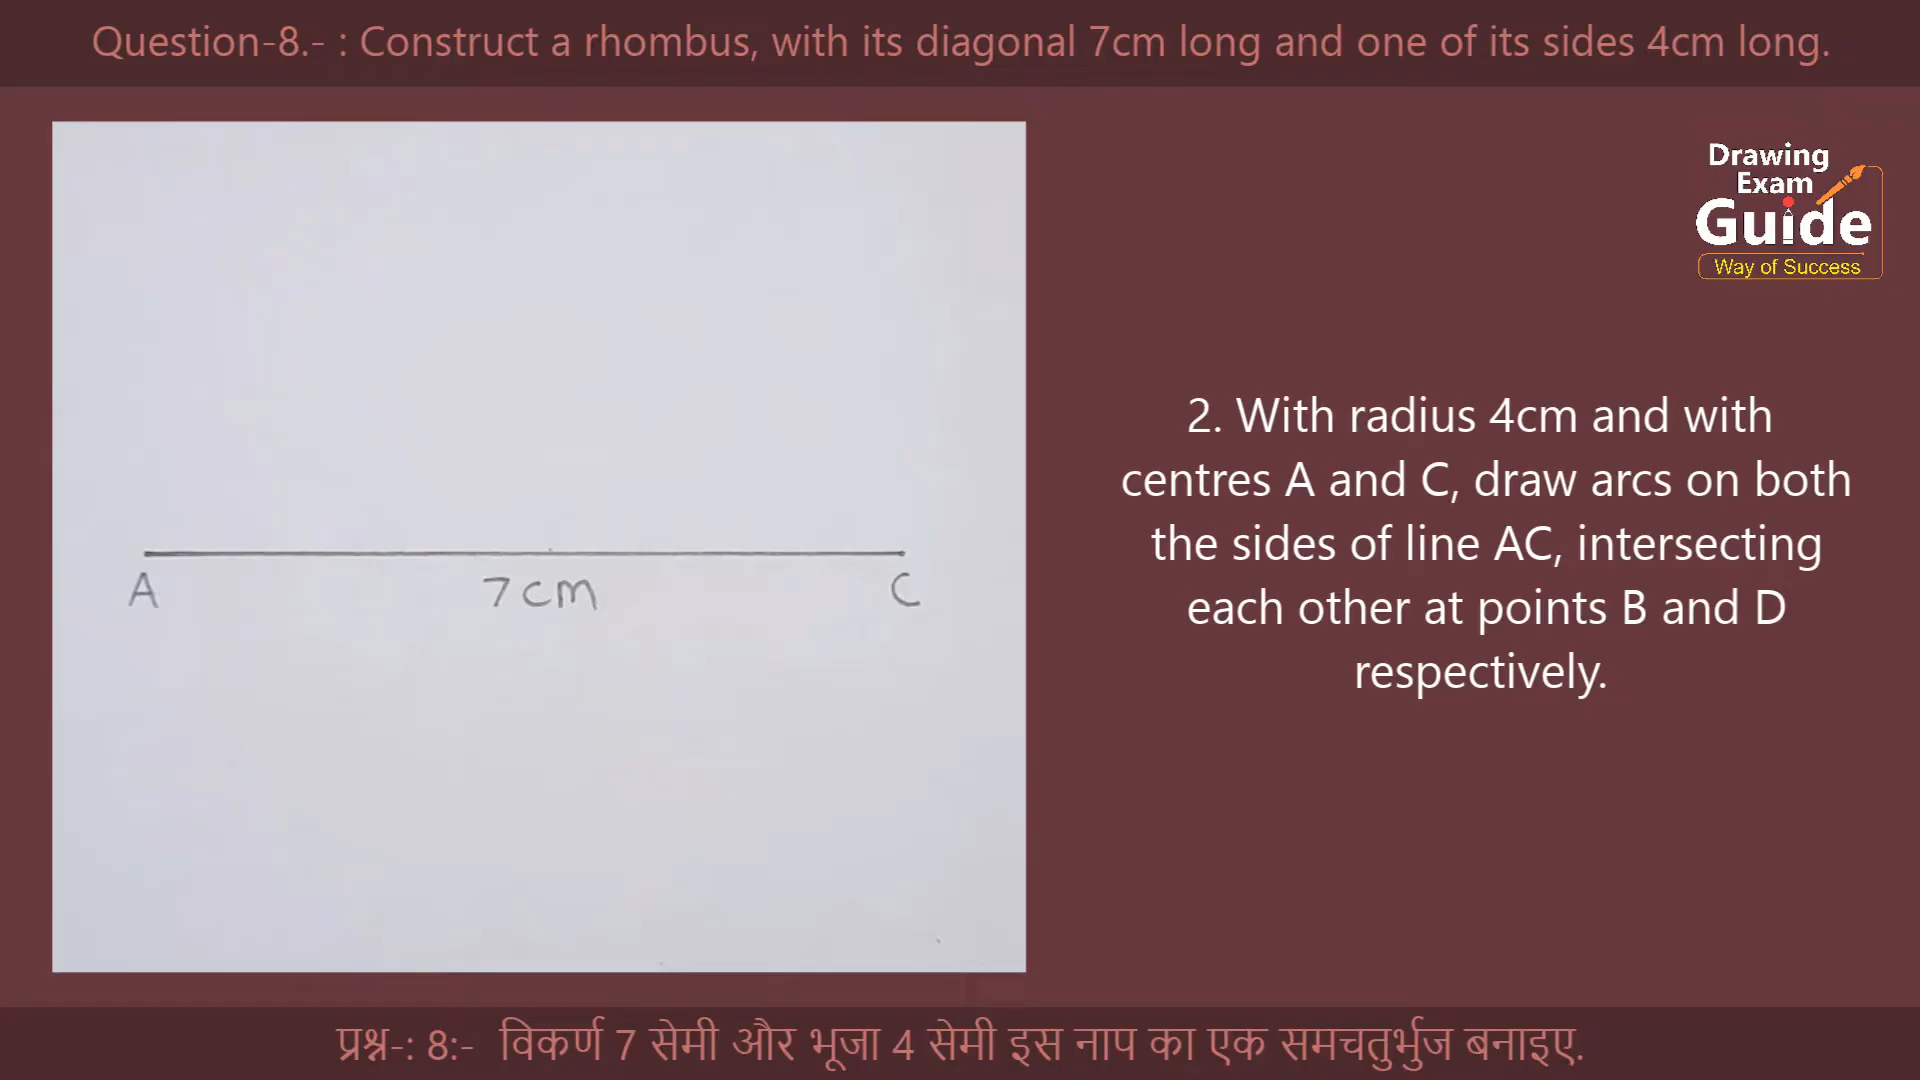 Question-8.- : Construct a rhombus, with its diagonal 7cm long and one of its sides 4cm long.
Drawing
Exam
Guide
Way of Success
2. With radius 4cm and with
centres A and C, draw arcs on both
the sides of line AC, intersecting
each other at points B and D
respectively.
A 7cm C
प्रश्न-: 8:- विकर्ण 7 सेमी और भूजा 4 सेमी इस नाप का एक समचतुर्भुज बनाइए.